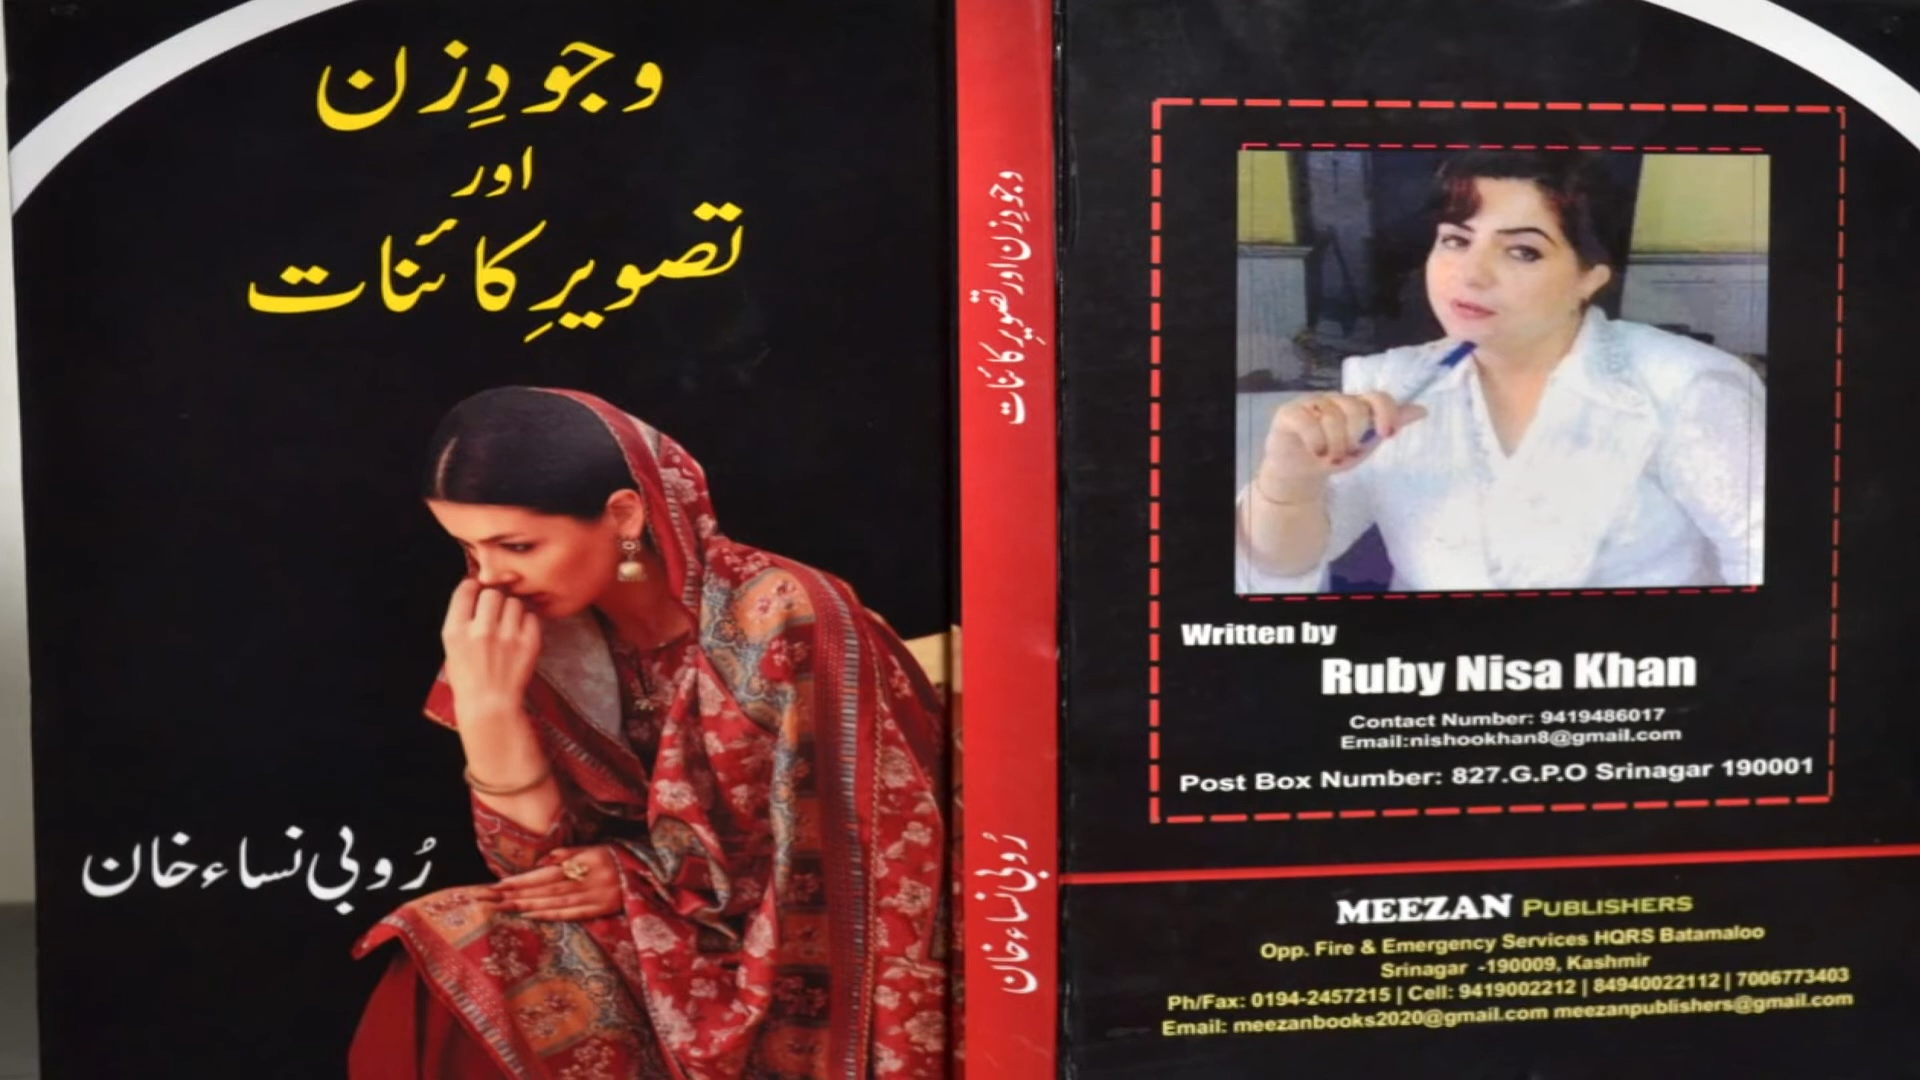 وجودِ زن
اور
تصویرِ کائنات
رُوبی نساء خان
وجودِ زن اور تصویرِ کائنات
رُوبی نساء خان
Written by
Ruby Nisa Khan
Contact Number: 9419486017
Email:nishookhan8@gmail.com
Post Box Number: 827.G.P.O Srinagar 190001
MEEZAN PUBLISHERS
Opp. Fire & Emergency Services HQRS Batamaloo
Srinagar -190009, Kashmir
Ph/Fax: 0194-2457215 | Cell: 9419002212 | 84940022112 | 7006773403
Email: meezanbooks2020@gmail.com meezanpublishers@gmail.com